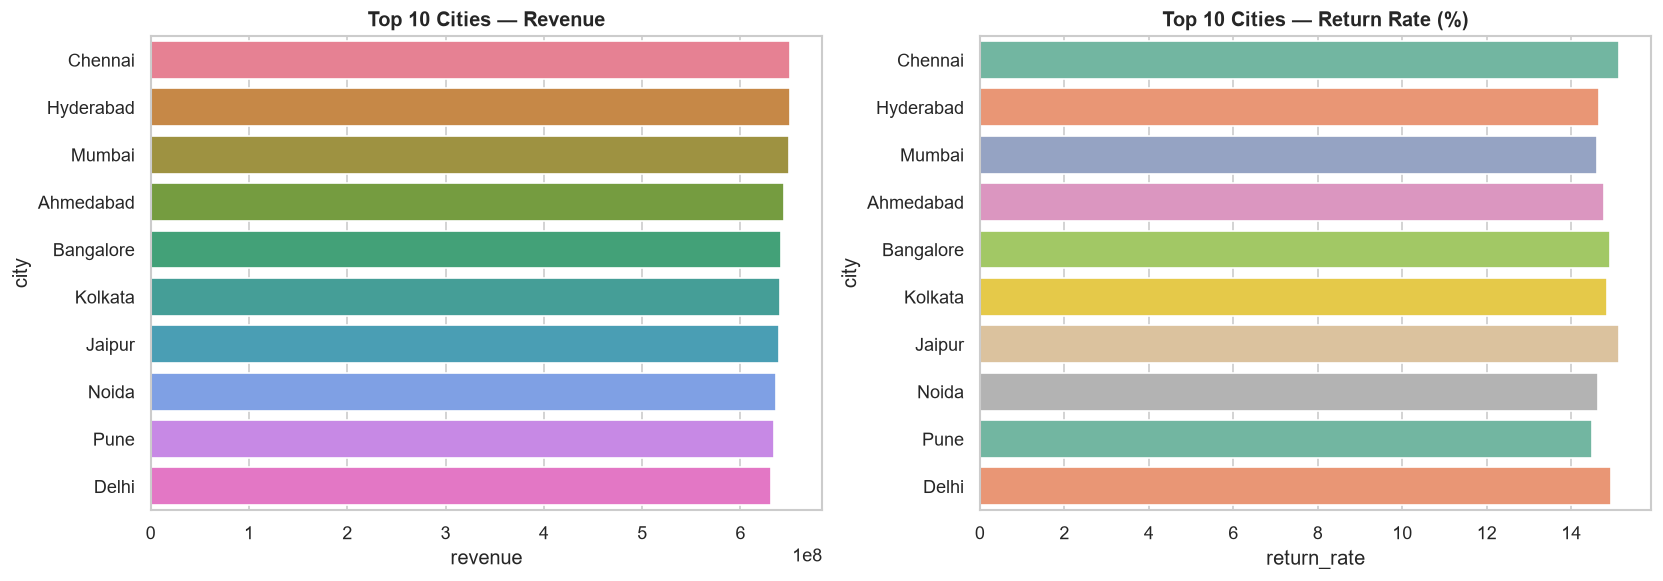 Top 10 Cities — Revenue
Chennai
Hyderabad
Mumbai
Ahmedabad
Bangalore
Kolkata
Jaipur
Noida
Pune
Delhi
city
0 1 2 3 4 5 6
1e8
revenue
Top 10 Cities — Return Rate (%)
Chennai
Hyderabad
Mumbai
Ahmedabad
Bangalore
Kolkata
Jaipur
Noida
Pune
Delhi
city
0 2 4 6 8 10 12 14
return_rate